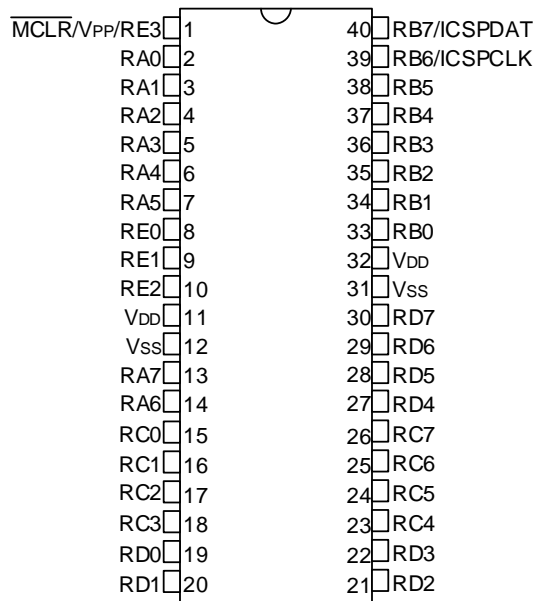 MCLR/VPP/RE3 1 40 RB7/ICSPDAT
RA0 2 39 RB6/ICSPCLK
RA1 3 38 RB5
RA2 4 37 RB4
RA3 5 36 RB3
RA4 6 35 RB2
RA5 7 34 RB1
RE0 8 33 RB0
RE1 9 32 VDD
RE2 10 31 VSS
VDD 11 30 RD7
VSS 12 29 RD6
RA7 13 28 RD5
RA6 14 27 RD4
RC0 15 26 RC7
RC1 16 25 RC6
RC2 17 24 RC5
RC3 18 23 RC4
RD0 19 22 RD3
RD1 20 21 RD2